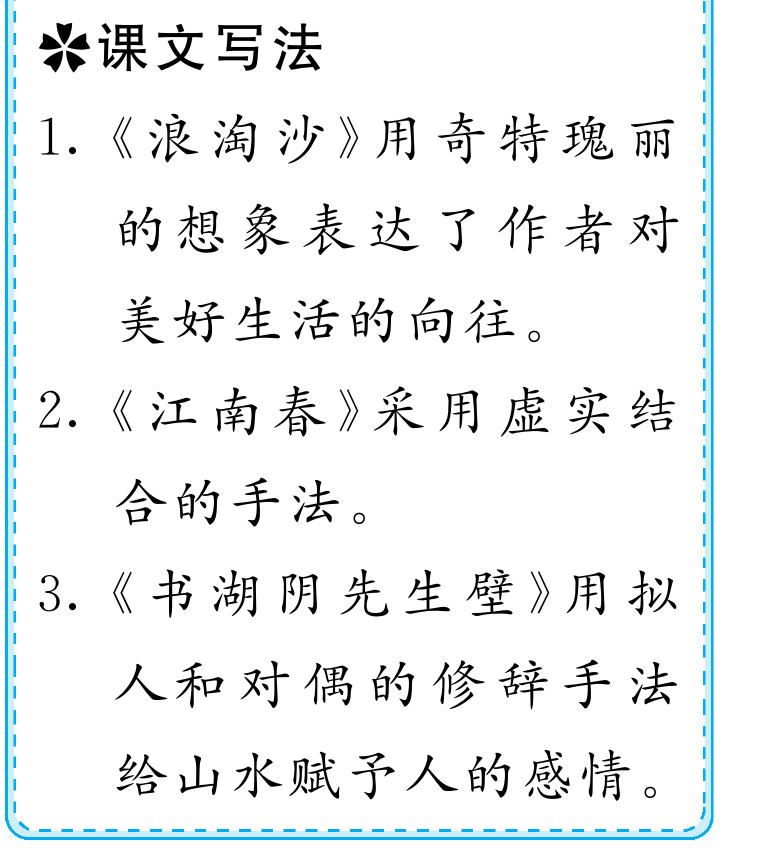 课文写法
1.《浪淘沙》用奇特瑰丽
的想象表达了作者对
美好生活的向往。
2.《江南春》采用虚实结
合的手法。
3.《书湖阴先生壁》用拟
人和对偶的修辞手法
给山水赋予人的感情。